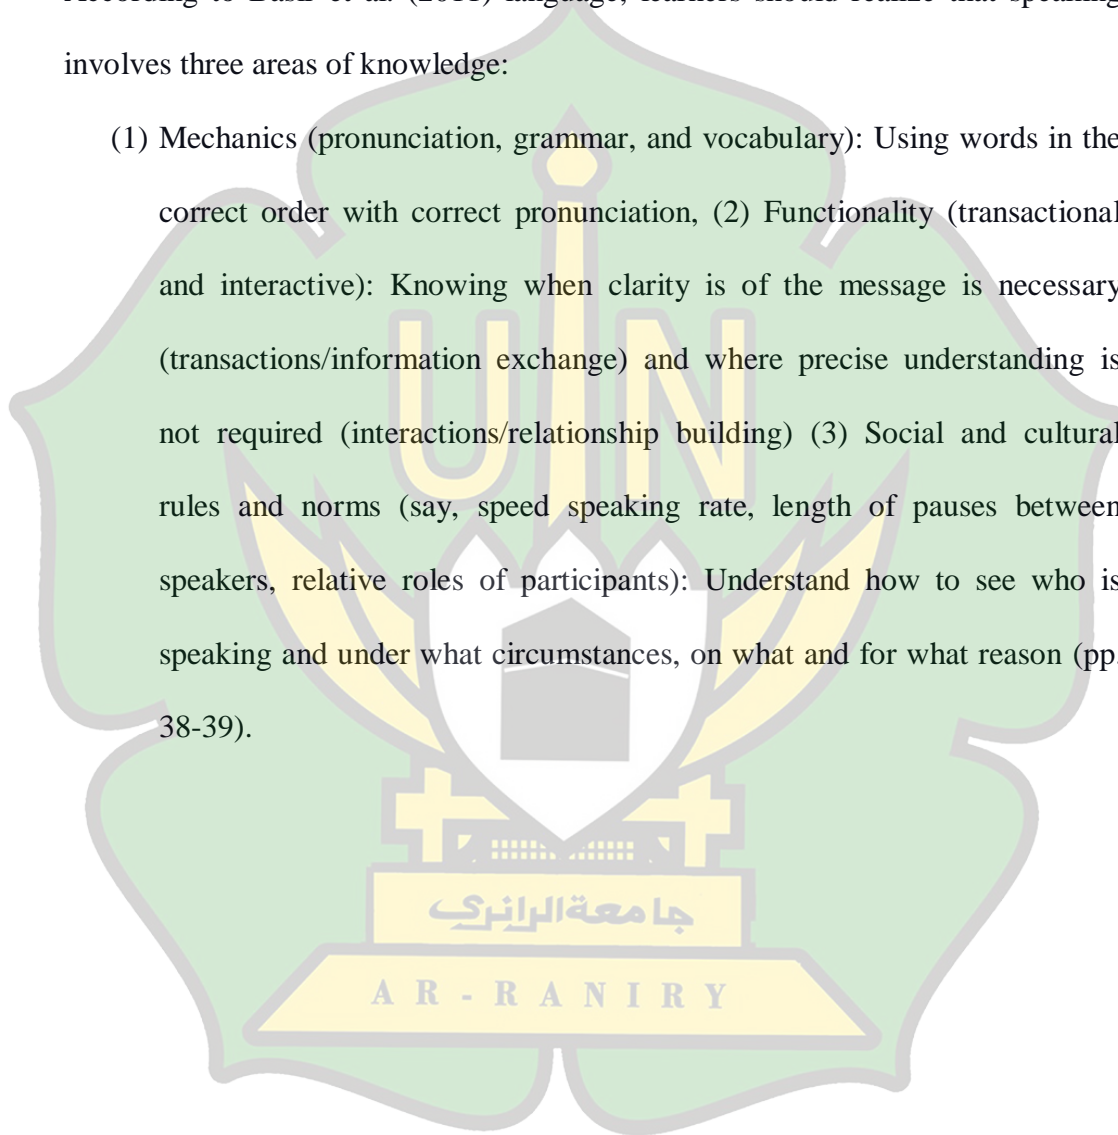 According to Basir et al. (2011) language, learners should realize that speaking
involves three areas of knowledge:
(1) Mechanics (pronunciation, grammar, and vocabulary): Using words in the
correct order with correct pronunciation, (2) Functionality (transactional
and interactive): Knowing when clarity is of the message is necessary
(transactions/information exchange) and where precise understanding is
not required (interactions/relationship building) (3) Social and cultural
rules and norms (say, speed speaking rate, length of pauses between
speakers, relative roles of participants): Understand how to see who is
speaking and under what circumstances, on what and for what reason (pp.
38-39).
UIN
جامعةالرانري
AR-RANIRY